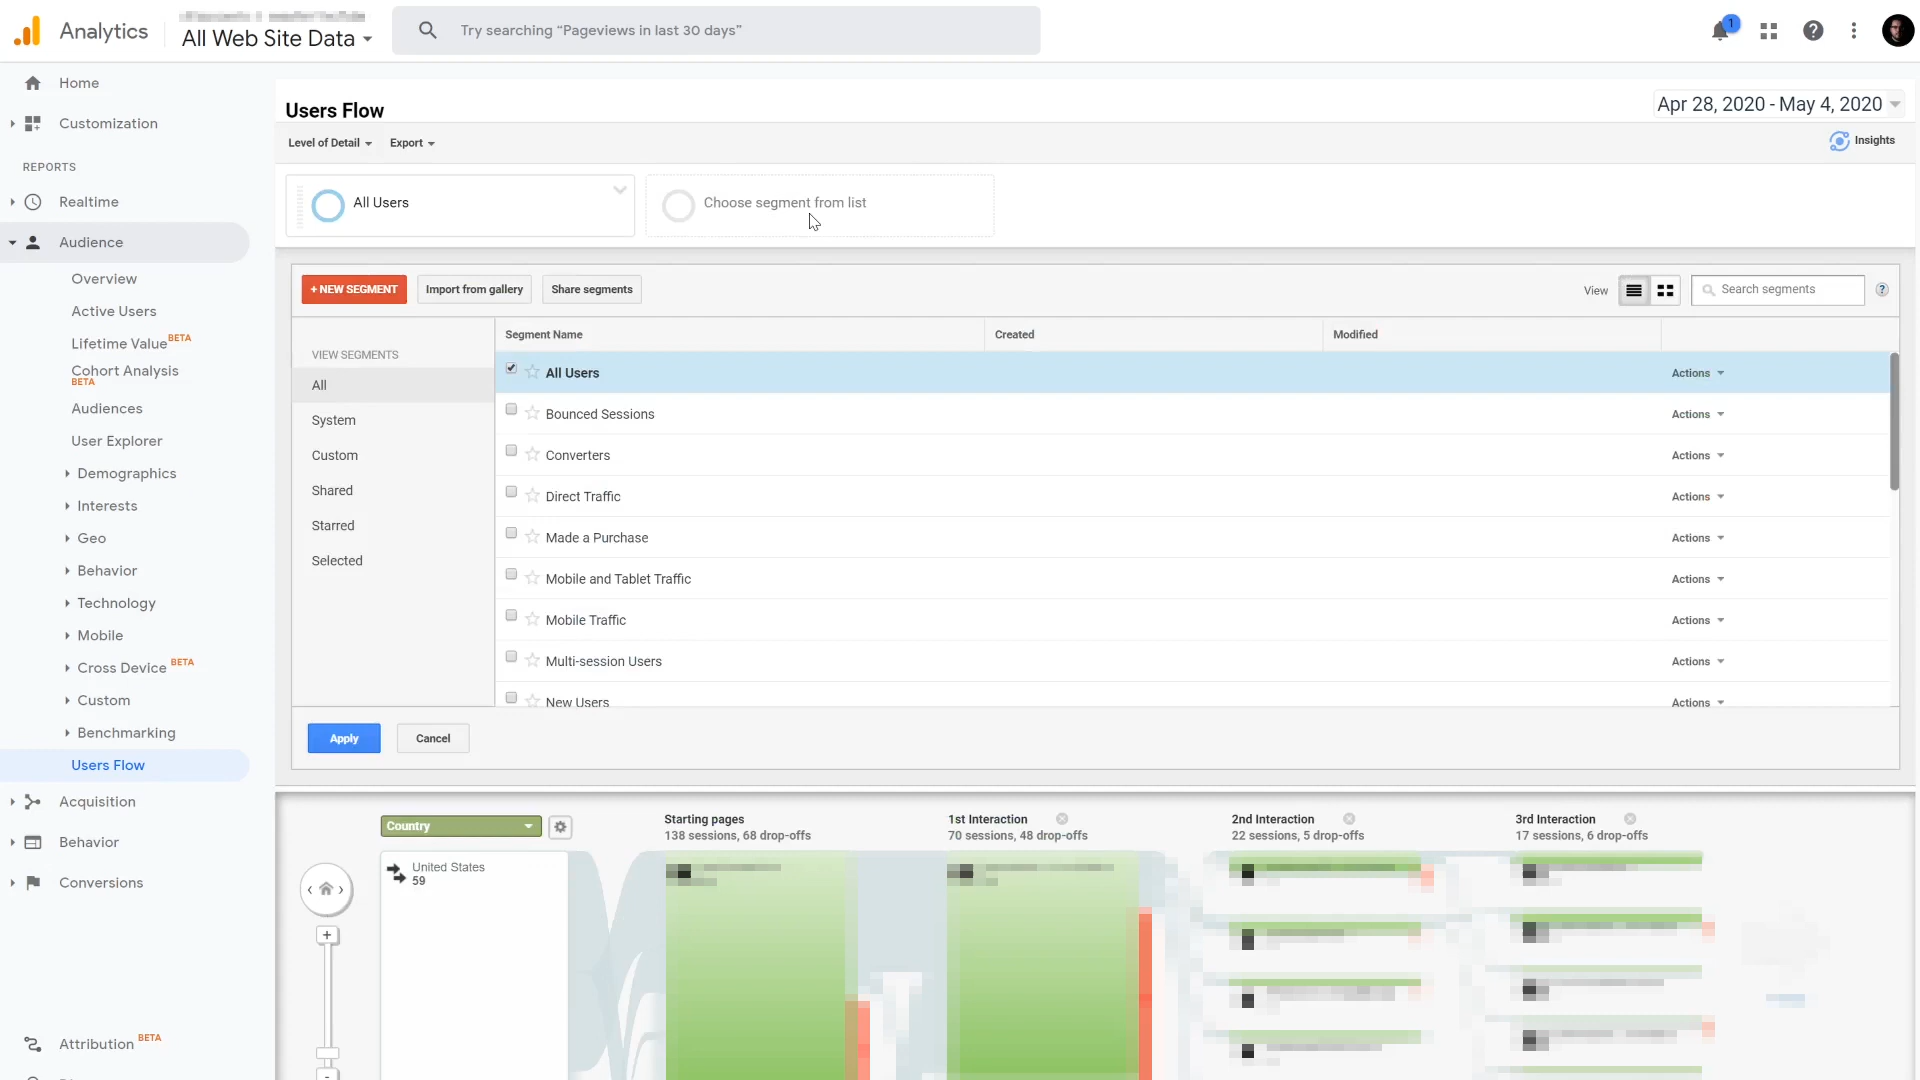 Analytics
All Web Site Data
Try searching “Pageviews in last 30 days”
1
Home
Customization
REPORTS
Realtime
Audience
Overview
Active Users
Lifetime Value BETA
Cohort Analysis
BETA
Audiences
User Explorer
Demographics
Interests
Geo
Behavior
Technology
Mobile
Cross Device BETA
Custom
Benchmarking
Users Flow
Acquisition
Behavior
Conversions
Attribution BETA
Users Flow
Apr 28, 2020 - May 4, 2020
Level of Detail
Export
Insights
All Users
Choose segment from list
+ NEW SEGMENT
Import from gallery
Share segments
View
Search segments
?
VIEW SEGMENTS
All
System
Custom
Shared
Starred
Selected
Segment Name
Created
Modified
All Users
Actions
Bounced Sessions
Actions
Converters
Actions
Direct Traffic
Actions
Made a Purchase
Actions
Mobile and Tablet Traffic
Actions
Mobile Traffic
Actions
Multi-session Users
Actions
New Users
Actions
Apply
Cancel
Country
Starting pages
138 sessions, 68 drop-offs
1st Interaction
70 sessions, 48 drop-offs
2nd Interaction
22 sessions, 5 drop-offs
3rd Interaction
17 sessions, 6 drop-offs
United States
59